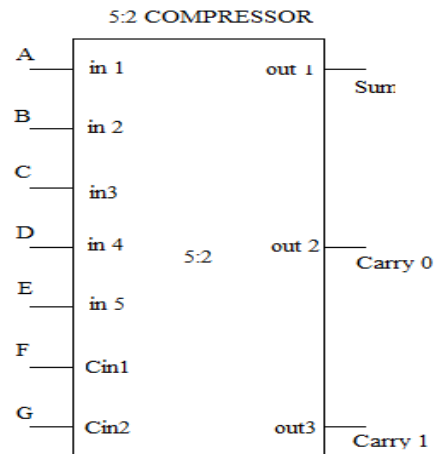 5:2 COMPRESSOR
A in 1 out 1
Sum
B in 2
C in3
D in 4 5:2 out 2
Carry 0
E in 5
F Cin1
G Cin2 out3
Carry 1